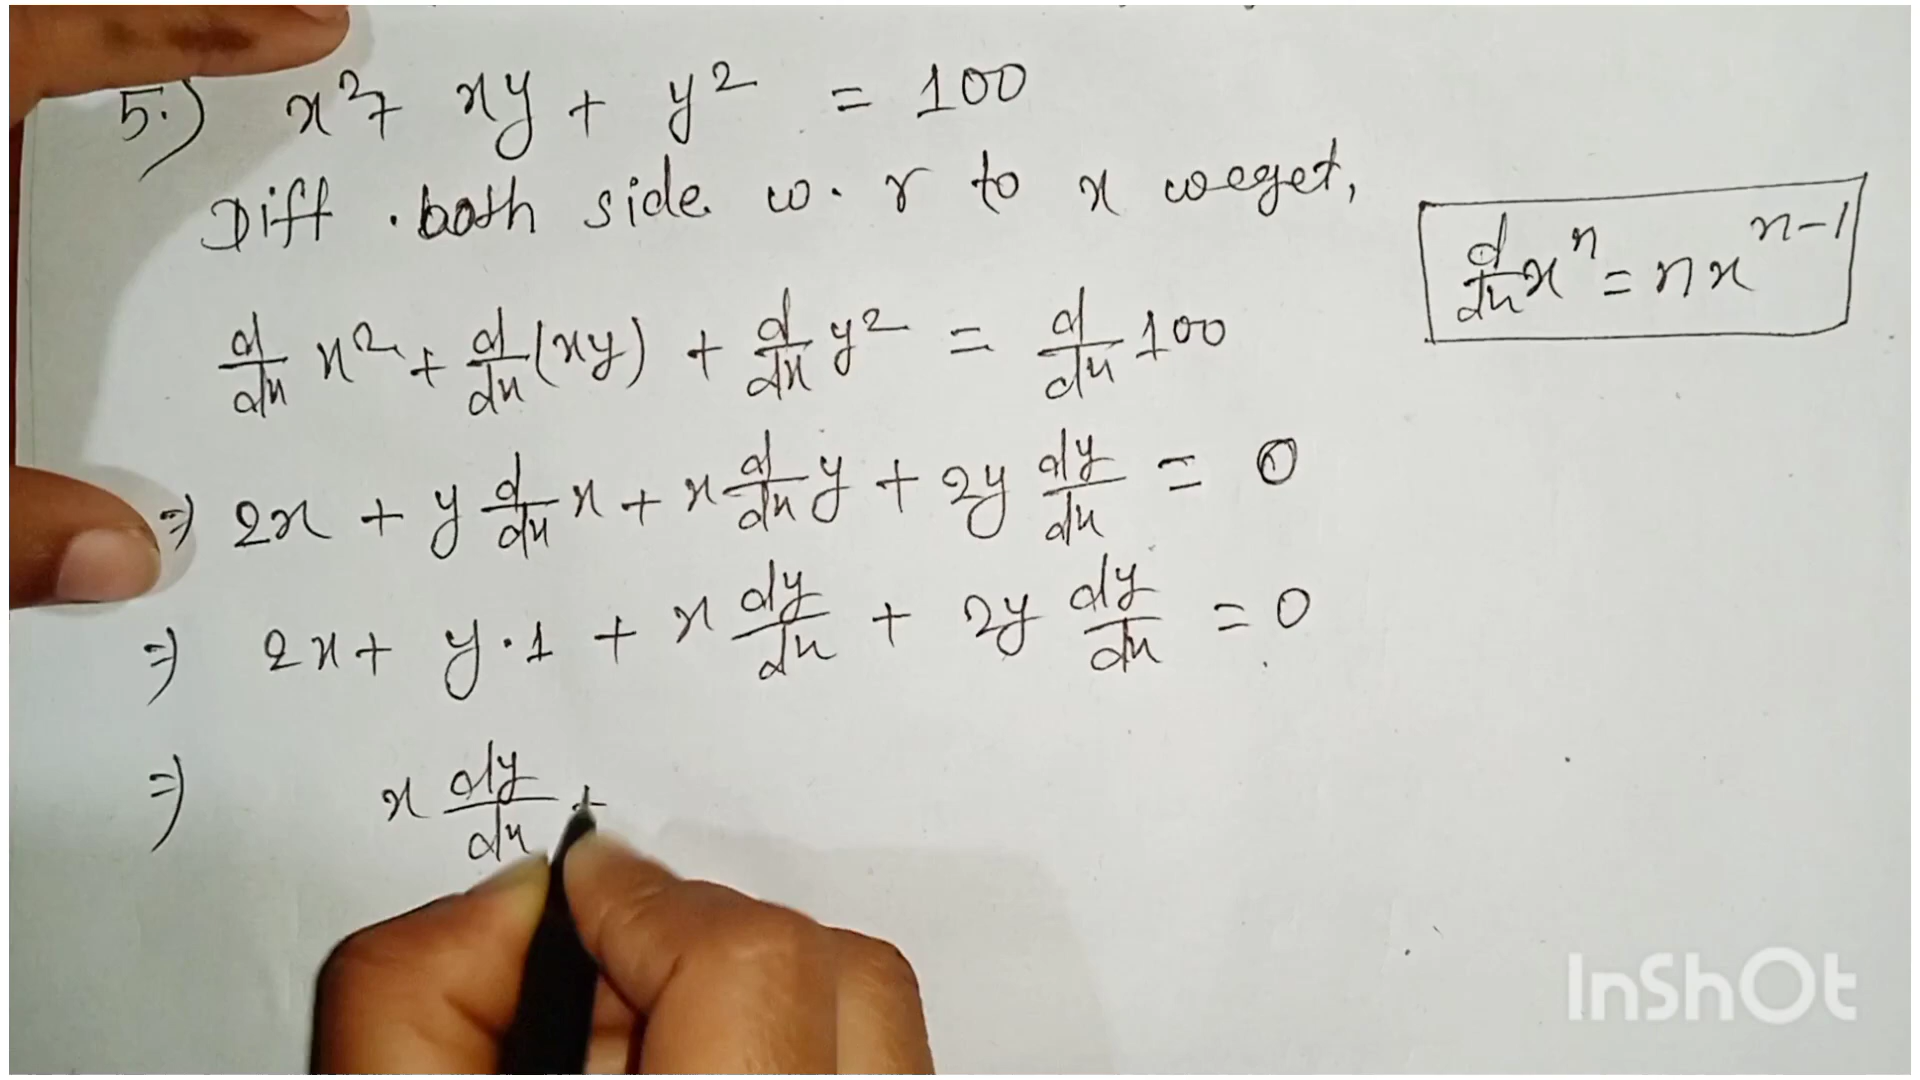 5.) x² + xy + y² = 100
Diff. both side w.r to x weget,
d/dx xⁿ = nxⁿ⁻¹
d/dx x² + d/dx (xy) + d/dx y² = d/dx 100
⇒ 2x + y d/dx x + x d/dx y + 2y dy/dx = 0
⇒ 2x + y·1 + x dy/dx + 2y dy/dx = 0
⇒ x dy/dx +
InShOt